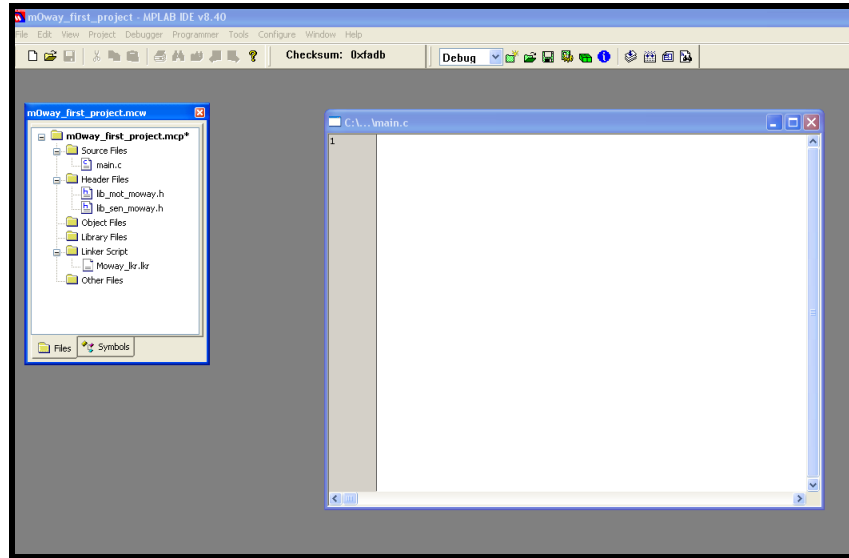 mOway_first_project - MPLAB IDE v8.40
File Edit View Project Debugger Programmer Tools Configure Window Help
Checksum: 0xfadb
Debug
mOway_first_project.mcw
mOway_first_project.mcp*
Source Files
main.c
Header Files
lib_mot_moway.h
lib_sen_moway.h
Object Files
Library Files
Linker Script
Moway_lkr.lkr
Other Files
Files Symbols
C:\...\main.c
1